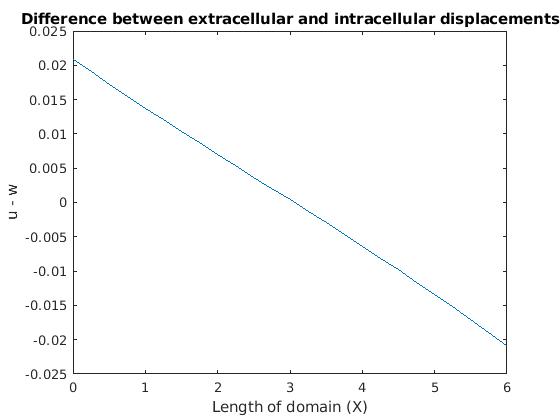 Difference between extracellular and intracellular displacements
0.025
0.02
0.015
0.01
0.005
0
-0.005
-0.01
-0.015
-0.02
-0.025
u - w
0 1 2 3 4 5 6
Length of domain (X)